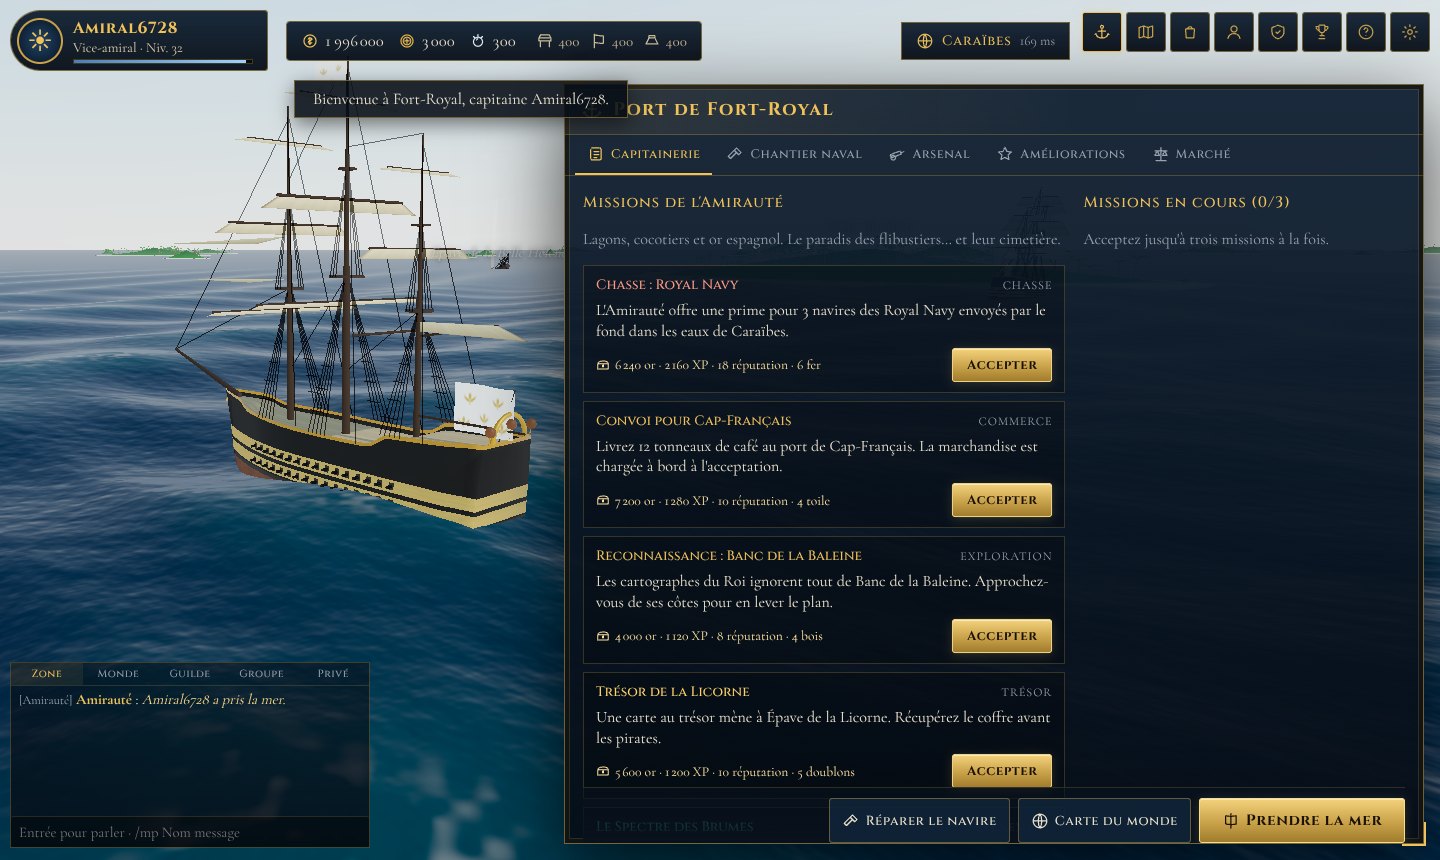 Amiral6728
Vice-amiral · Niv. 32
1 996 000 3 000 300 400 400 400
Caraïbes 169 ms
Bienvenue à Fort-Royal, capitaine Amiral6728.
Port de Fort-Royal
Capitainerie Chantier naval Arsenal Améliorations Marché
Missions de l'Amirauté
Lagons, cocotiers et or espagnol. Le paradis des flibustiers... et leur cimetière.
Chasse : Royal Navy
CHASSE
L'Amirauté offre une prime pour 3 navires des Royal Navy envoyés par le
fond dans les eaux de Caraïbes.
6 240 or · 2 160 XP · 18 réputation · 6 fer
Accepter
Convoi pour Cap-Français
COMMERCE
Livrez 12 tonneaux de café au port de Cap-Français. La marchandise est
chargée à bord à l'acceptation.
7 200 or · 1 280 XP · 10 réputation · 4 toile
Accepter
Reconnaissance : Banc de la Baleine
EXPLORATION
Les cartographes du Roi ignorent tout de Banc de la Baleine. Approchez-
vous de ses côtes pour en lever le plan.
4 000 or · 1 120 XP · 8 réputation · 4 bois
Accepter
Trésor de la Licorne
TRÉSOR
Une carte au trésor mène à Épave de la Licorne. Récupérez le coffre avant
les pirates.
5 600 or · 1 200 XP · 10 réputation · 5 doublons
Accepter
Le Spectre des Brumes
Missions en cours (0/3)
Acceptez jusqu'à trois missions à la fois.
Réparer le navire Carte du monde Prendre la mer
Zone Monde Guilde Groupe Privé
[Amirauté] Amirauté : Amiral6728 a pris la mer.
Entrée pour parler · /mp Nom message